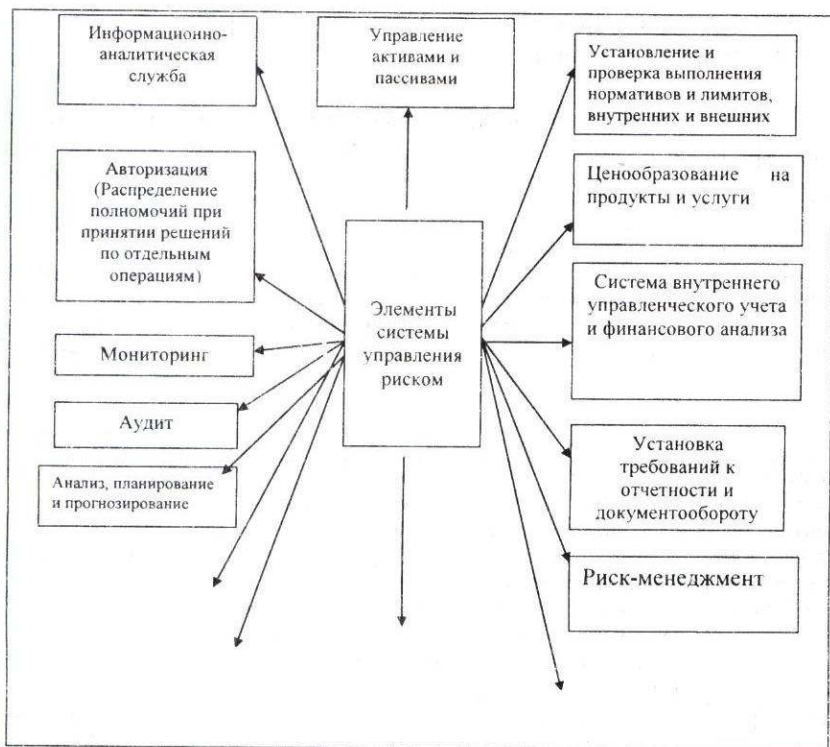 Информационно-
аналитическая
служба
Управление
активами и
пассивами
Установление и
проверка выполнения
нормативов и лимитов,
внутренних и внешних
Авторизация
(Распределение
полномочий при
принятии решений
по отдельным
операциям)
Ценообразование на
продукты и услуги
Элементы
системы
управления
риском
Система внутреннего
управленческого учета
и финансового анализа
Мониторинг
Аудит
Анализ, планирование
и прогнозирование
Установка
требований к
отчетности и
документообороту
Риск-менеджмент